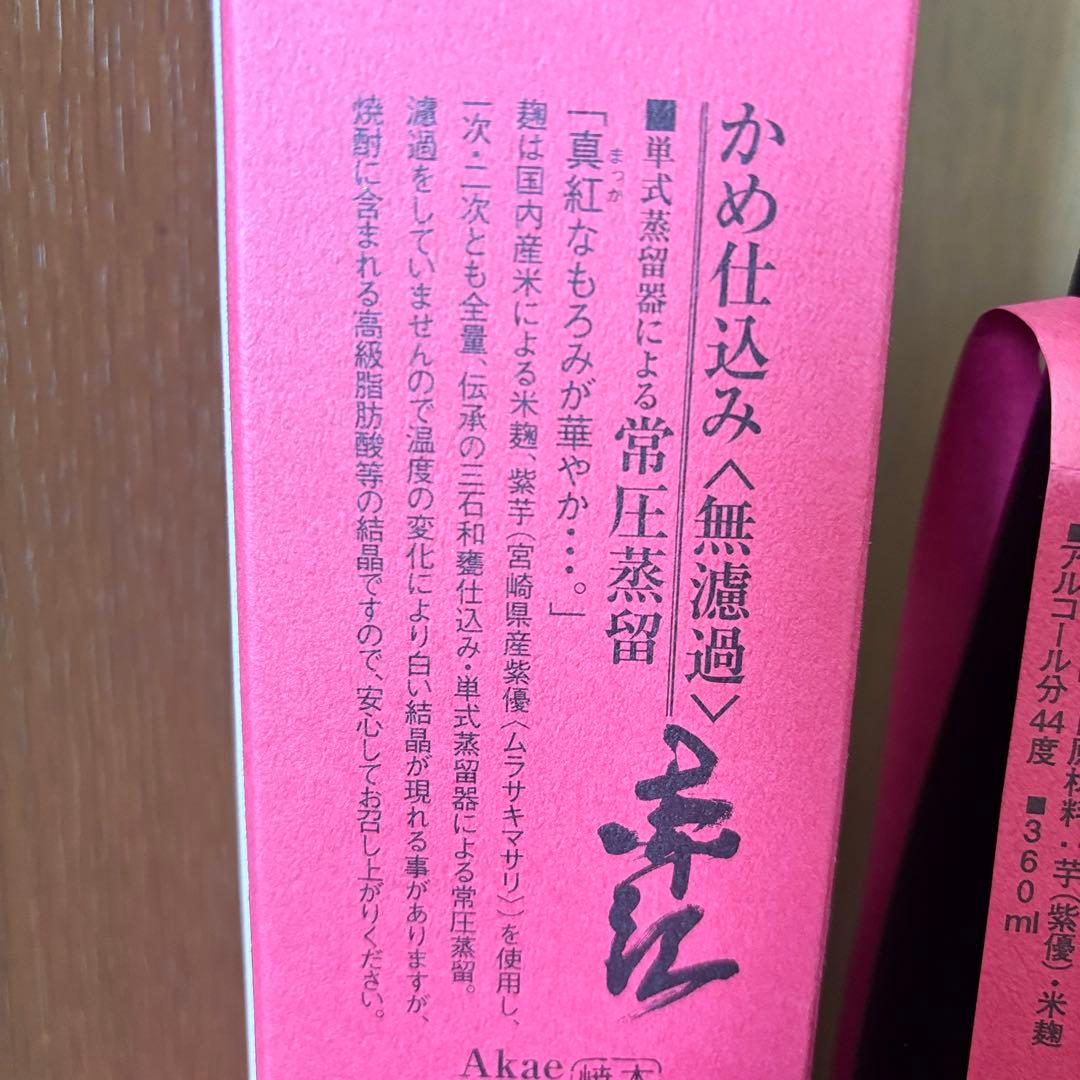 かめ仕込み〈無濾過〉
■単式蒸留器による常圧蒸留
まっか
「真紅なもろみが華やか・・・。」
麹は国内産米による米麹、紫芋(宮崎県産紫優〈ムラサキマサリ〉)を使用し、
一次・二次とも全量、伝承の三石和甕仕込み・単式蒸留器による常圧蒸留。
濾過をしていませんので温度の変化により白い結晶が現れる事がありますが、
焼酎に含まれる高級脂肪酸等の結晶ですので、安心してお召し上がりください。
赤江
Akae
原材料:芋(紫優)・米麹
■アルコール分44度 ■360ml